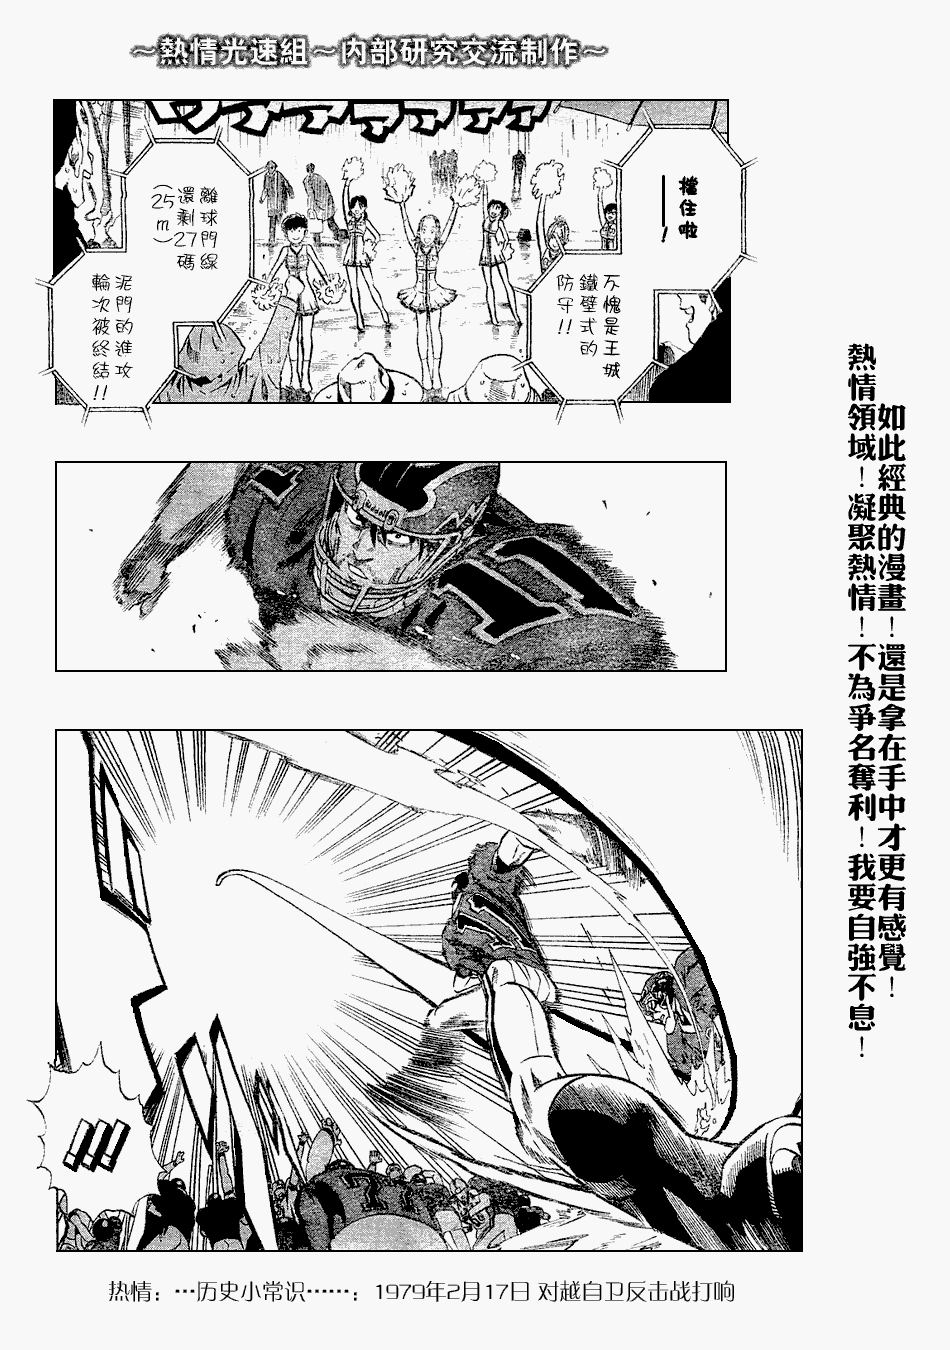 ～熱情光速組～內部研究交流制作～
擋住啦
——！
不愧是王城
鐵壁式的
防守!!
離球門線
還剩27碼
（25m）
泥門的進攻
輪次被終結!!
!!!
如此經典的漫畫！還是拿在手中才更有感覺！
熱情領域！凝聚熱情！不為爭名奪利！我要自強不息！
热情：…历史小常识……：1979年2月17日 对越自卫反击战打响